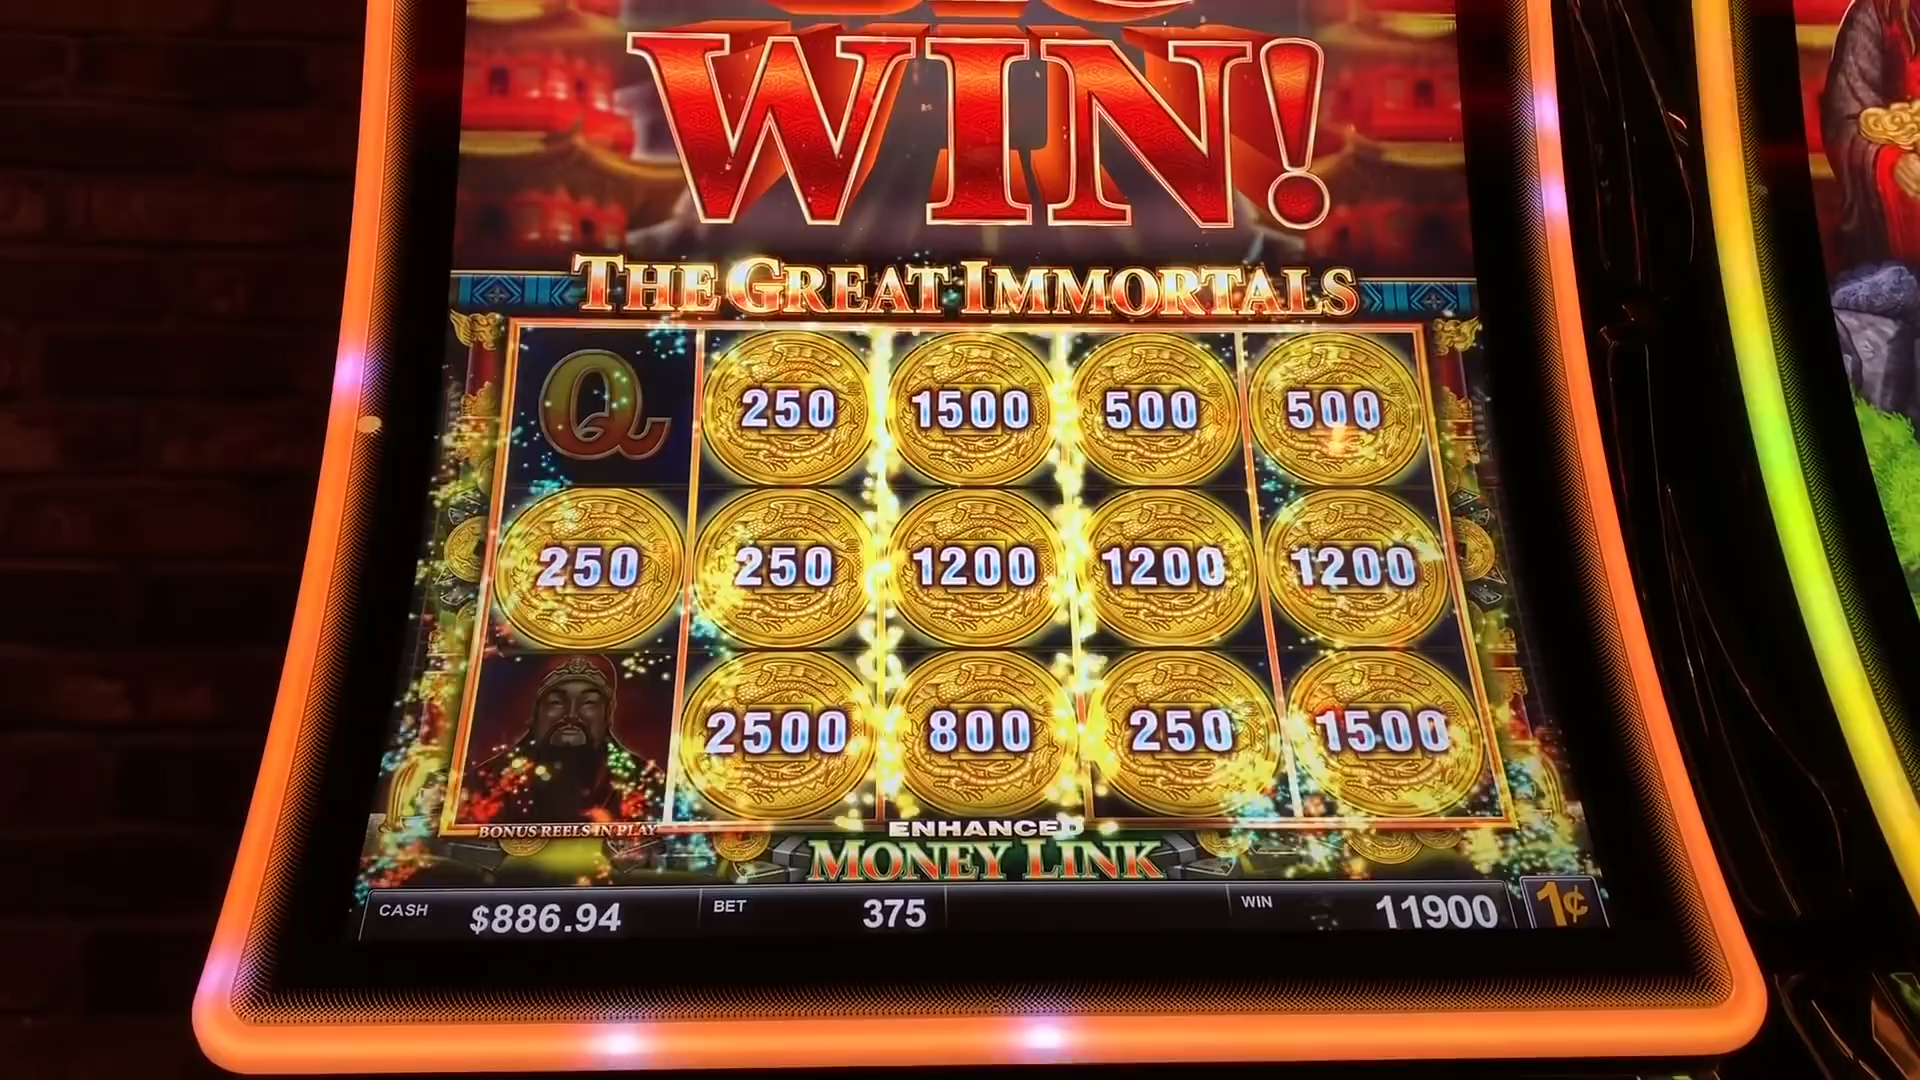 WIN!
THE GREAT IMMORTALS
Q 250 1500 500 500
250 250 1200 1200 1200
2500 800 250 1500
BONUS REELS IN PLAY
ENHANCED
MONEY LINK
CASH $886.94 BET 375 WIN 11900 1¢